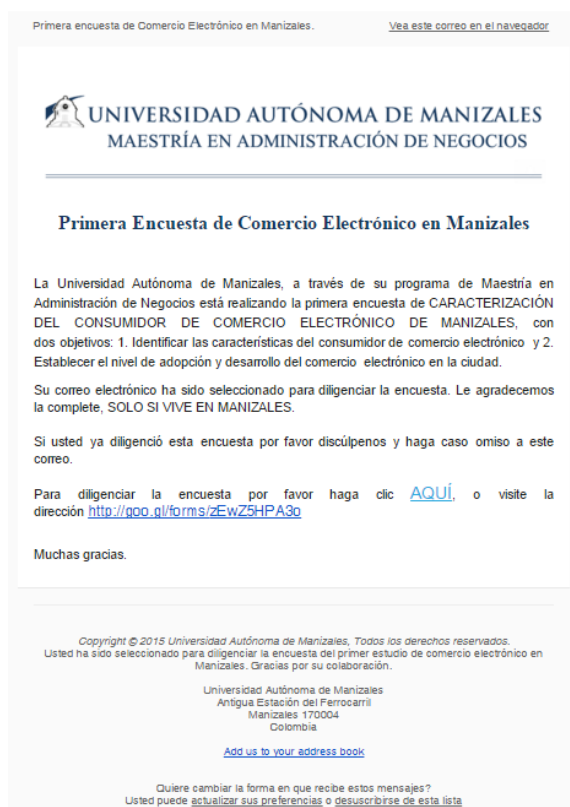 Primera encuesta de Comercio Electrónico en Manizales.
Vea este correo en el navegador
UNIVERSIDAD AUTÓNOMA DE MANIZALES
MAESTRÍA EN ADMINISTRACIÓN DE NEGOCIOS
Primera Encuesta de Comercio Electrónico en Manizales
La Universidad Autónoma de Manizales, a través de su programa de Maestría en
Administración de Negocios está realizando la primera encuesta de CARACTERIZACIÓN
DEL CONSUMIDOR DE COMERCIO ELECTRÓNICO DE MANIZALES, con
dos objetivos: 1. Identificar las características del consumidor de comercio electrónico y 2.
Establecer el nivel de adopción y desarrollo del comercio electrónico en la ciudad.
Su correo electrónico ha sido seleccionado para diligenciar la encuesta. Le agradecemos
la complete, SOLO SI VIVE EN MANIZALES.
Si usted ya diligenció esta encuesta por favor discúlpenos y haga caso omiso a este
correo.
Para diligenciar la encuesta por favor haga clic AQUÍ, o visite la
dirección http://goo.gl/forms/zEwZ5HPA3o
Muchas gracias.
Copyright © 2015 Universidad Autónoma de Manizales, Todos los derechos reservados.
Usted ha sido seleccionado para diligenciar la encuesta del primer estudio de comercio electrónico en
Manizales. Gracias por su colaboración.
Universidad Autónoma de Manizales
Antigua Estación del Ferrocarril
Manizales 170004
Colombia
Add us to your address book
Quiere cambiar la forma en que recibe estos mensajes?
Usted puede actualizar sus preferencias o desuscribirse de esta lista